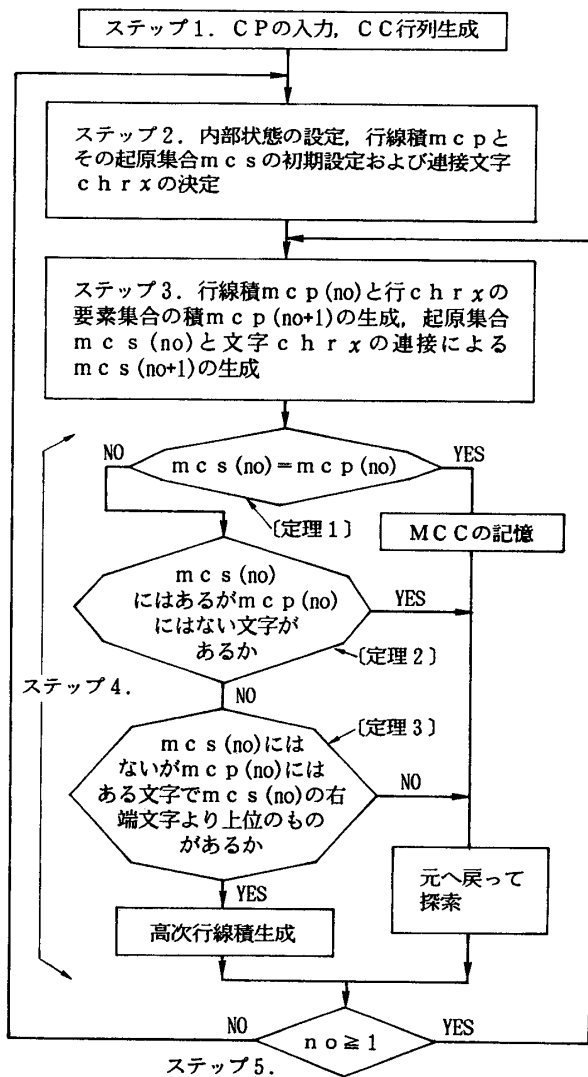 ステップ1. CPの入力, CC行列生成
ステップ2. 内部状態の設定, 行線積mcpと
その起原集合mcsの初期設定および連接文字
chrxの決定
ステップ3. 行線積mcp(no)と行chrxの
要素集合の積mcp(no+1)の生成, 起原集合
mcs(no)と文字chrxの連接による
mcs(no+1)の生成
NO
mcs(no)=mcp(no)
YES
〔定理1〕
MCCの記憶
mcs(no)
にはあるがmcp(no)
にはない文字が
あるか
YES
〔定理2〕
ステップ4.
NO
〔定理3〕
mcs(no)には
ないがmcp(no)には
ある文字でmcs(no)の右
端文字より上位のもの
があるか
NO
YES
元へ戻って
探索
高次行線積生成
NO
no≧1
YES
ステップ5.